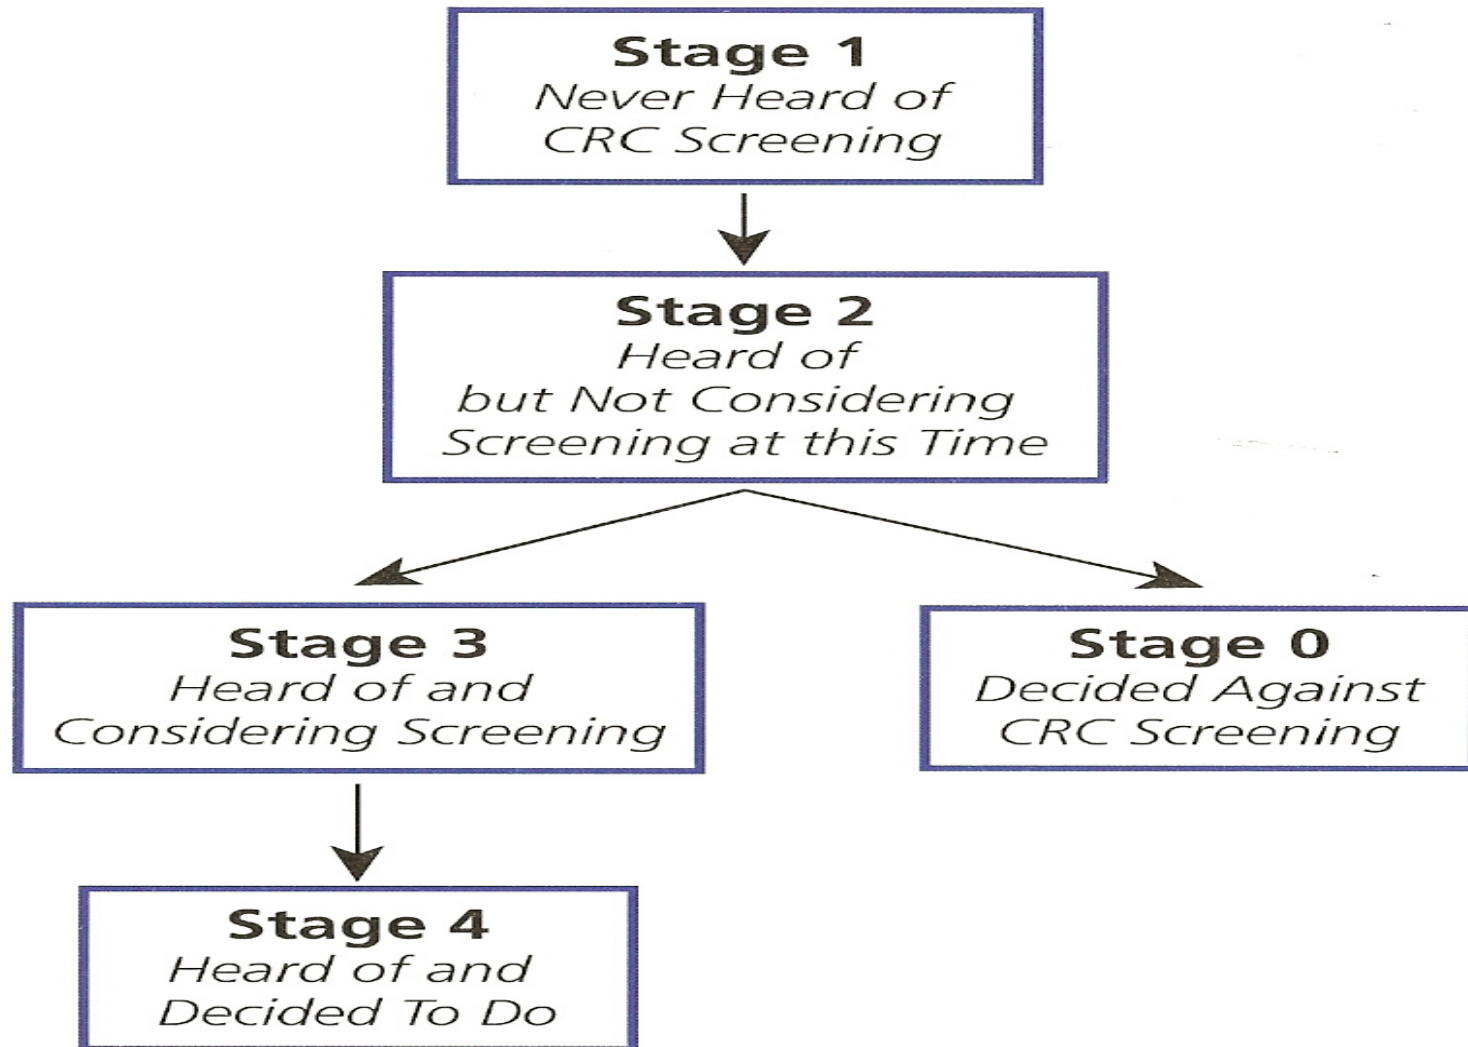 Stage 1
Never Heard of
CRC Screening
Stage 2
Heard of
but Not Considering
Screening at this Time
Stage 3
Heard of and
Considering Screening
Stage 0
Decided Against
CRC Screening
Stage 4
Heard of and
Decided To Do